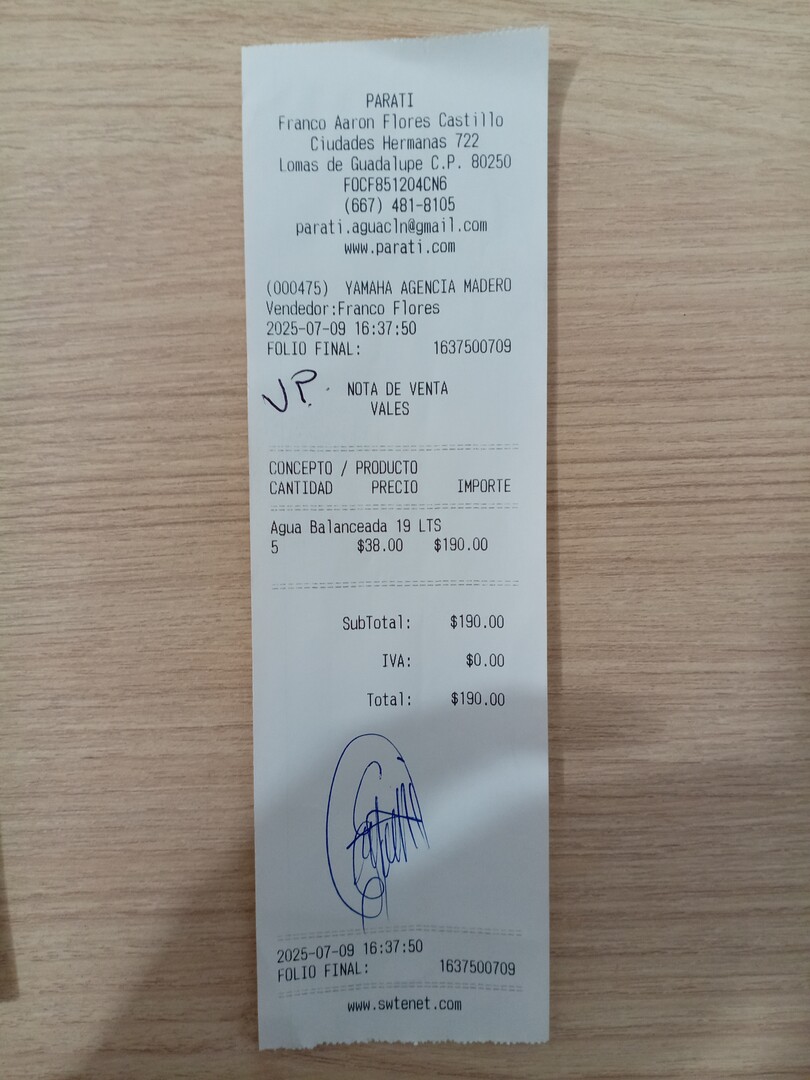 PARATI
Franco Aaron Flores Castillo
Ciudades Hermanas 722
Lomas de Guadalupe C.P. 80250
FOCF851204CN6
(667) 481-8105
parati.aguacln@gmail.com
www.parati.com
(000475) YAMAHA AGENCIA MADERO
Vendedor:Franco Flores
2025-07-09 16:37:50
FOLIO FINAL: 1637500709
NOTA DE VENTA
VALES
CONCEPTO / PRODUCTO
CANTIDAD PRECIO IMPORTE
Agua Balanceada 19 LTS
5 $38.00 $190.00
SubTotal: $190.00
IVA: $0.00
Total: $190.00
2025-07-09 16:37:50
FOLIO FINAL: 1637500709
www.swtenet.com